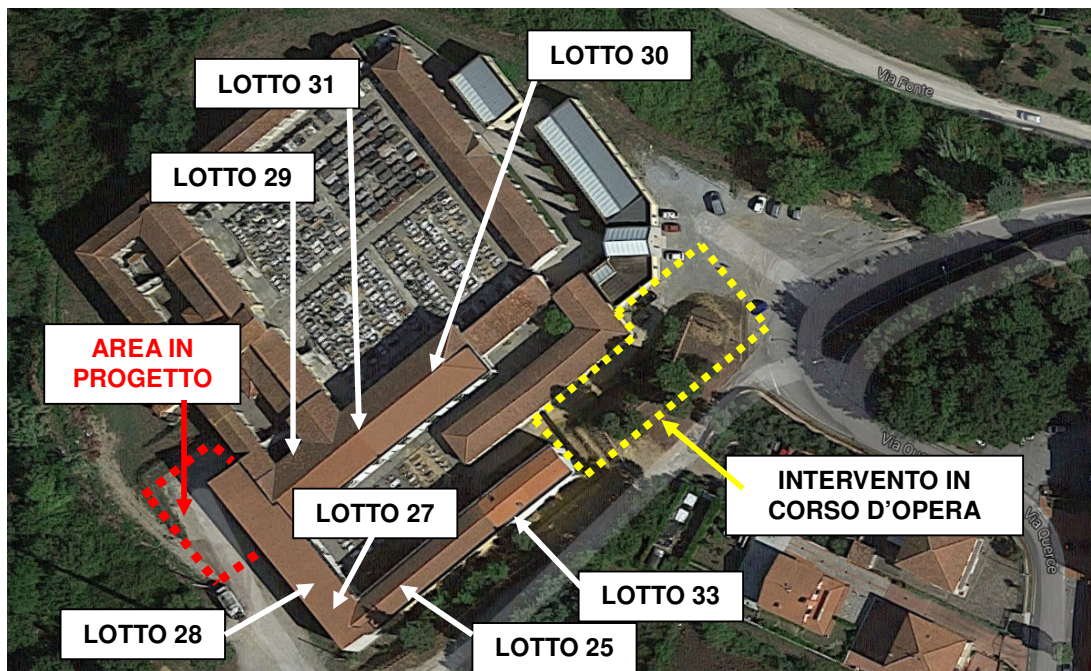 LOTTO 30
LOTTO 31
Via Fonte
LOTTO 29
AREA IN
PROGETTO
LOTTO 27
INTERVENTO IN
CORSO D'OPERA
Via Querce
LOTTO 33
LOTTO 28
LOTTO 25